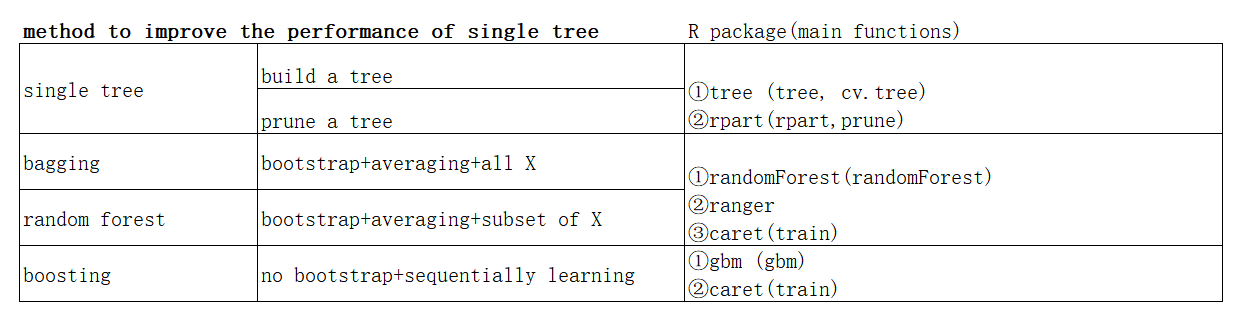 method to improve the performance of single tree
R package(main functions)
single tree
build a tree
prune a tree
①tree (tree, cv.tree)
②rpart(rpart,prune)
bagging
bootstrap+averaging+all X
random forest
bootstrap+averaging+subset of X
①randomForest(randomForest)
②ranger
③caret(train)
boosting
no bootstrap+sequentially learning
①gbm (gbm)
②caret(train)